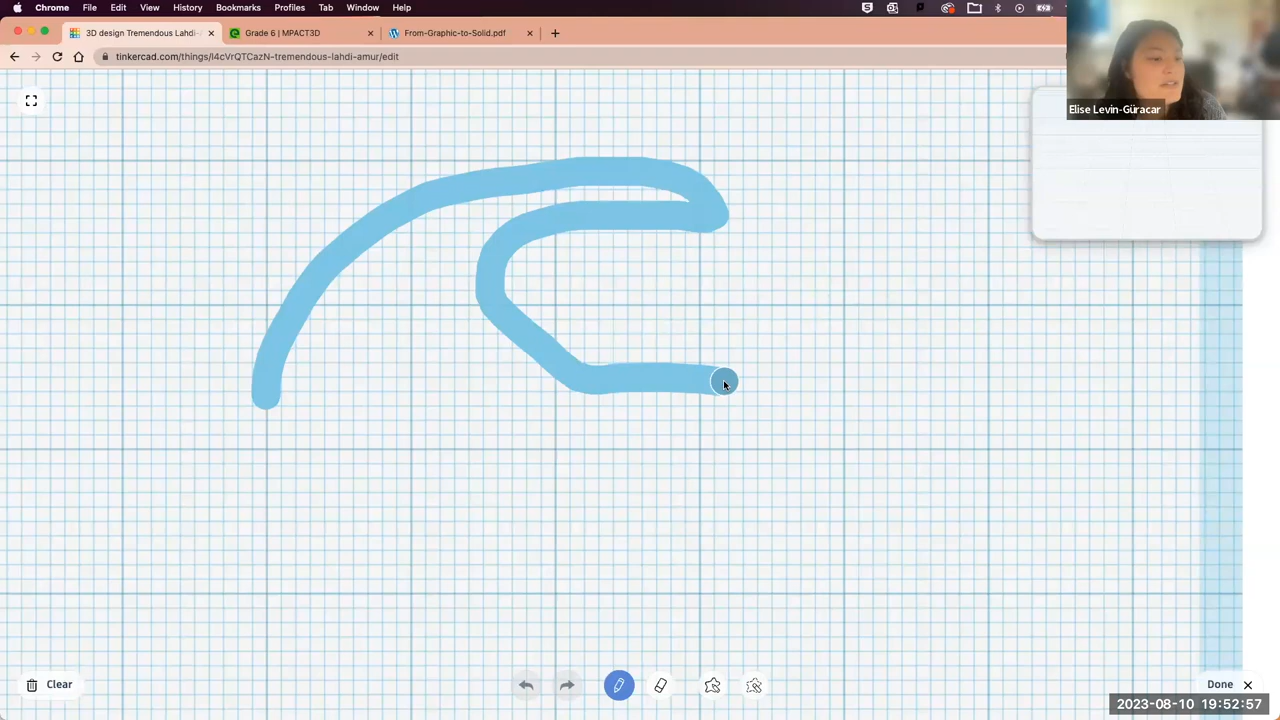 Chrome File Edit View History Bookmarks Profiles Tab Window Help
3D design Tremendous Lahdi-
Grade 6 | MPACT3D
From-Graphic-to-Solid.pdf
tinkercad.com/things/l4cVrQTCazN-tremendous-lahdi-amur/edit
Elise Levin-Güracar
Clear
Done
2023-08-10 19:52:57